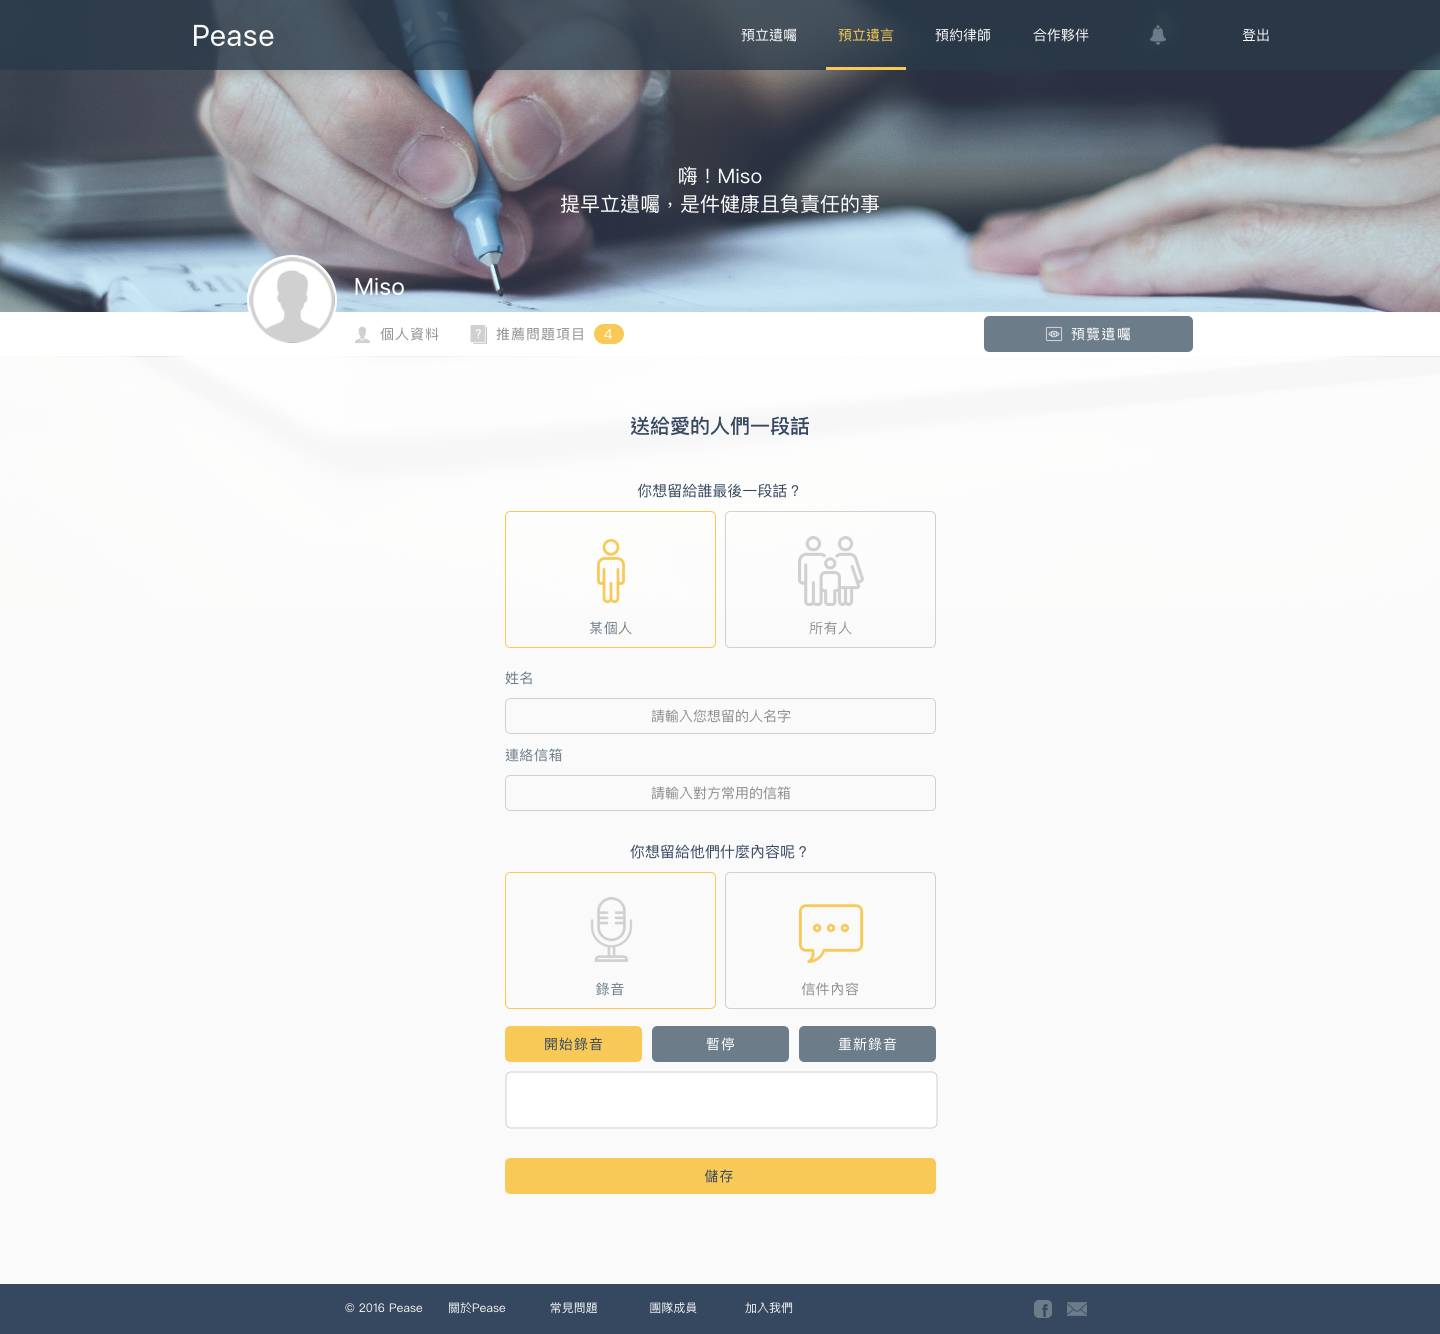 Pease
預立遺囑
預立遺言
預約律師
合作夥伴
登出
嗨！Miso
提早立遺囑，是件健康且負責任的事
Miso
個人資料
推薦問題項目 4
預覽遺囑
送給愛的人們一段話
你想留給誰最後一段話？
某個人
所有人
姓名
請輸入您想留的人名字
連絡信箱
請輸入對方常用的信箱
你想留給他們什麼內容呢？
錄音
信件內容
開始錄音
暫停
重新錄音
儲存
© 2016 Pease
關於Pease
常見問題
團隊成員
加入我們